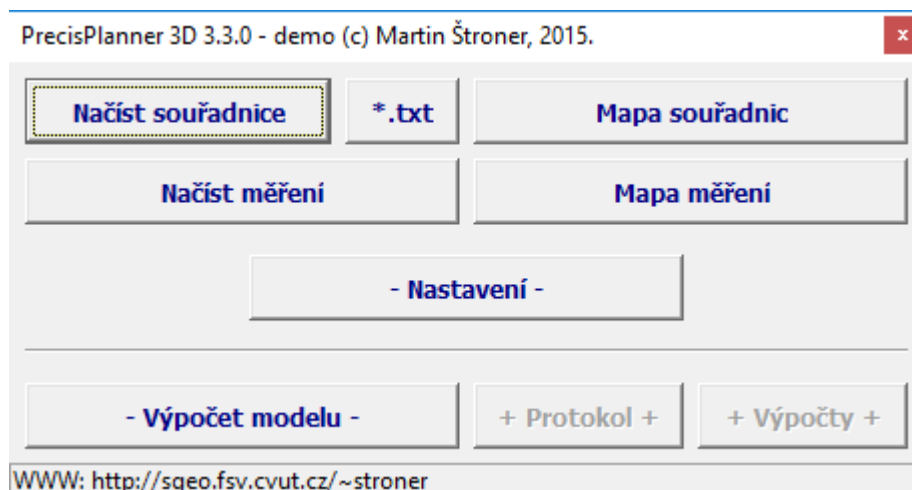 PrecisPlanner 3D 3.3.0 - demo (c) Martin Štroner, 2015. x
Načíst souřadnice *.txt Mapa souřadnic
Načíst měření Mapa měření
- Nastavení -
- Výpočet modelu - + Protokol + + Výpočty +
WWW: http://sgeo.fsv.cvut.cz/~stroner